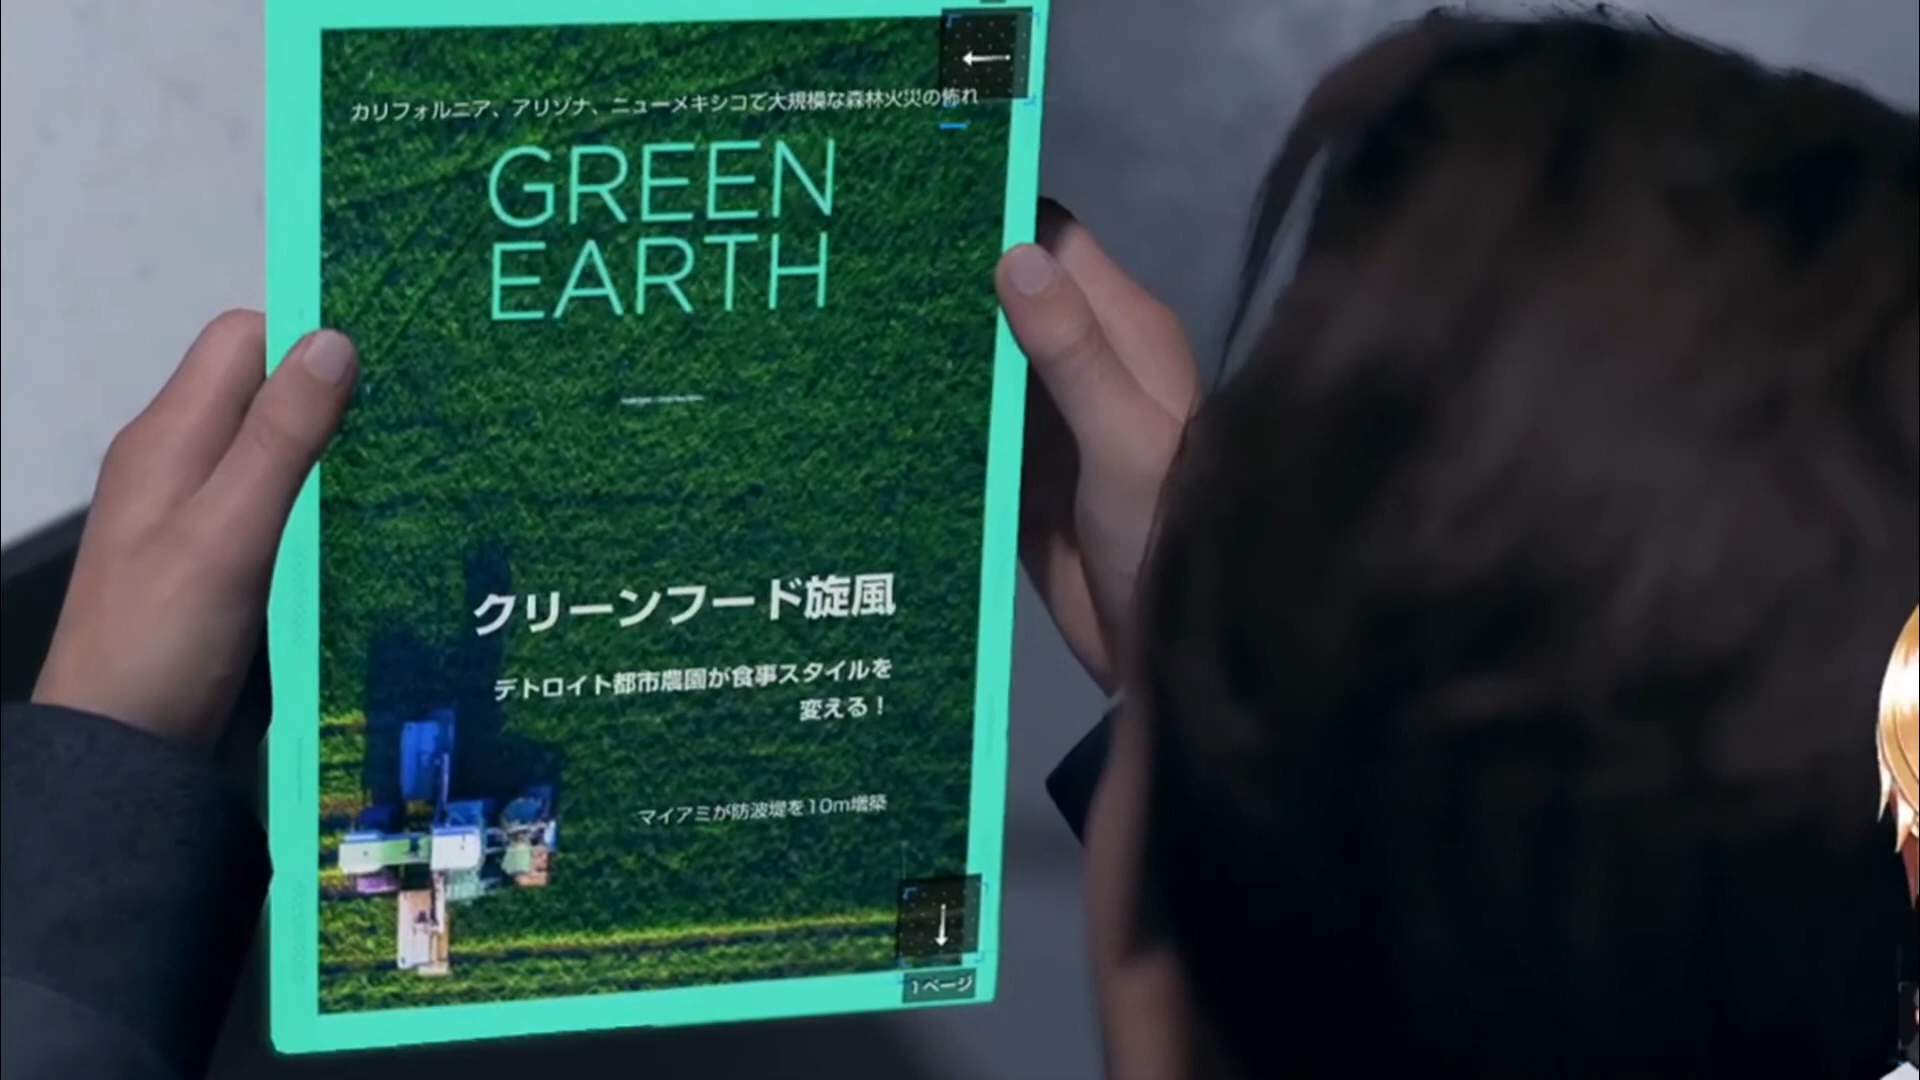 カリフォルニア、アリゾナ、ニューメキシコで大規模な森林火災の怖れ
GREEN
EARTH
クリーンフード旋風
デトロイト都市農園が食事スタイルを
変える！
マイアミが防波堤を10m増築
1ページ